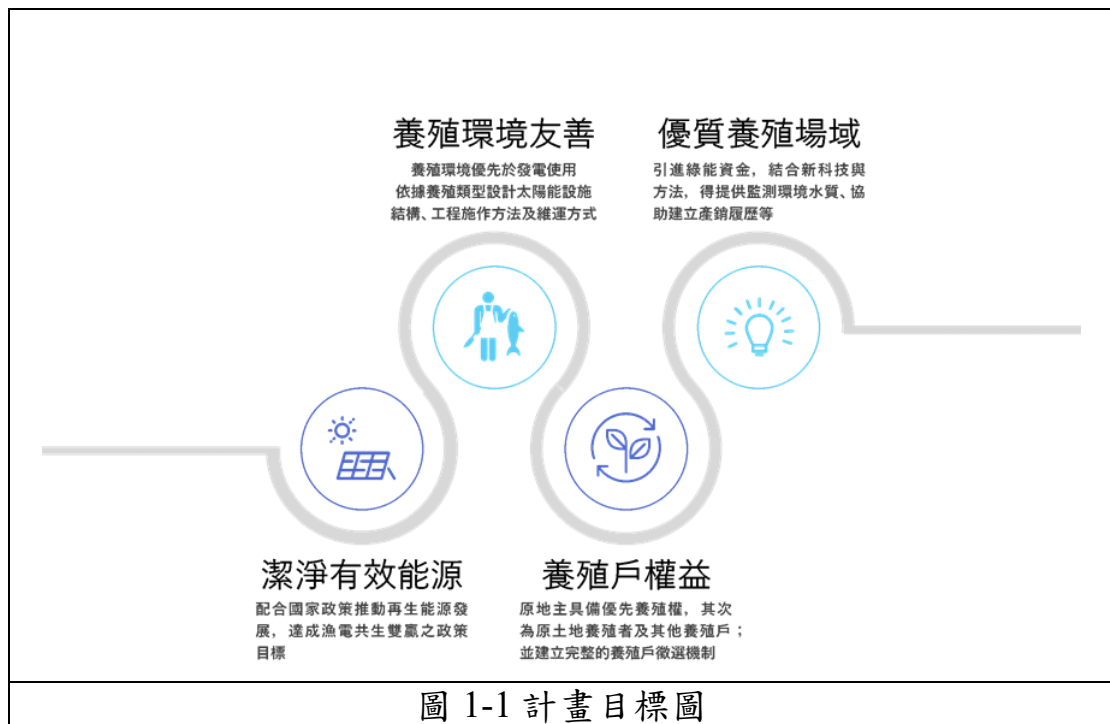 養殖環境友善
養殖環境優先於發電使用
依據養殖類型設計太陽能設施
結構、工程施作方法及維運方式
優質養殖場域
引進綠能資金，結合新科技與
方法，得提供監測環境水質、協
助建立產銷履歷等
潔淨有效能源
配合國家政策推動再生能源發
展，達成漁電共生雙贏之政策
目標
養殖戶權益
原地主具備優先養殖權，其次
為原土地養殖者及其他養殖戶；
並建立完整的養殖戶徵選機制
圖 1-1 計畫目標圖